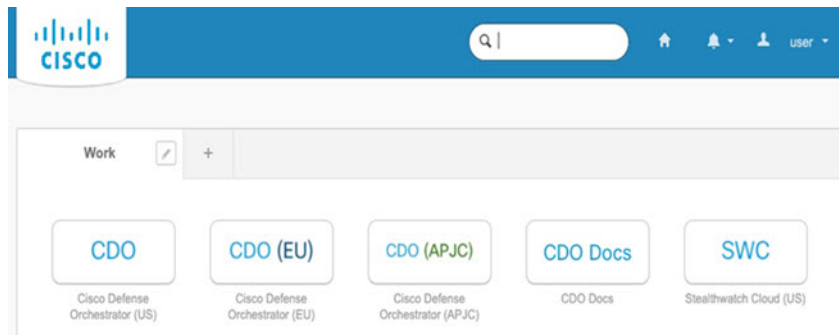 CISCO
user
Work
+
CDO
CDO (EU)
CDO (APJC)
CDO Docs
SWC
Cisco Defense
Orchestrator (US)
Cisco Defense
Orchestrator (EU)
Cisco Defense
Orchestrator (APJC)
CDO Docs
Stealthwatch Cloud (US)